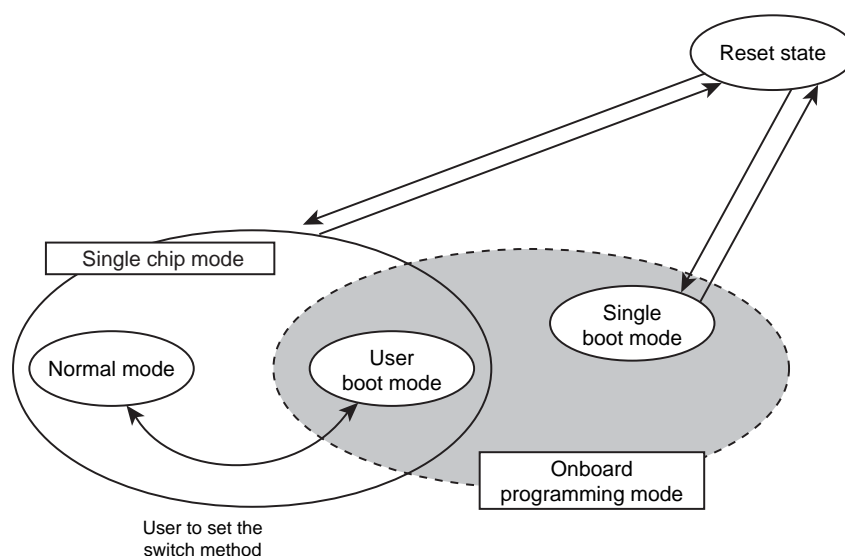 Reset state
Single chip mode
Single
boot mode
Normal mode
User
boot mode
Onboard
programming mode
User to set the
switch method